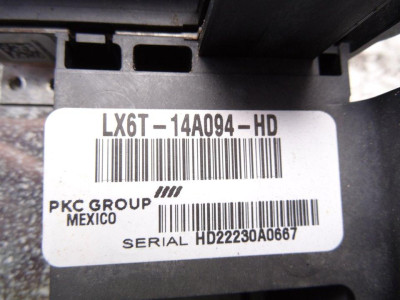 LX6T-14A094-HD
PKC GROUP
MEXICO
SERIAL HD22230A0667